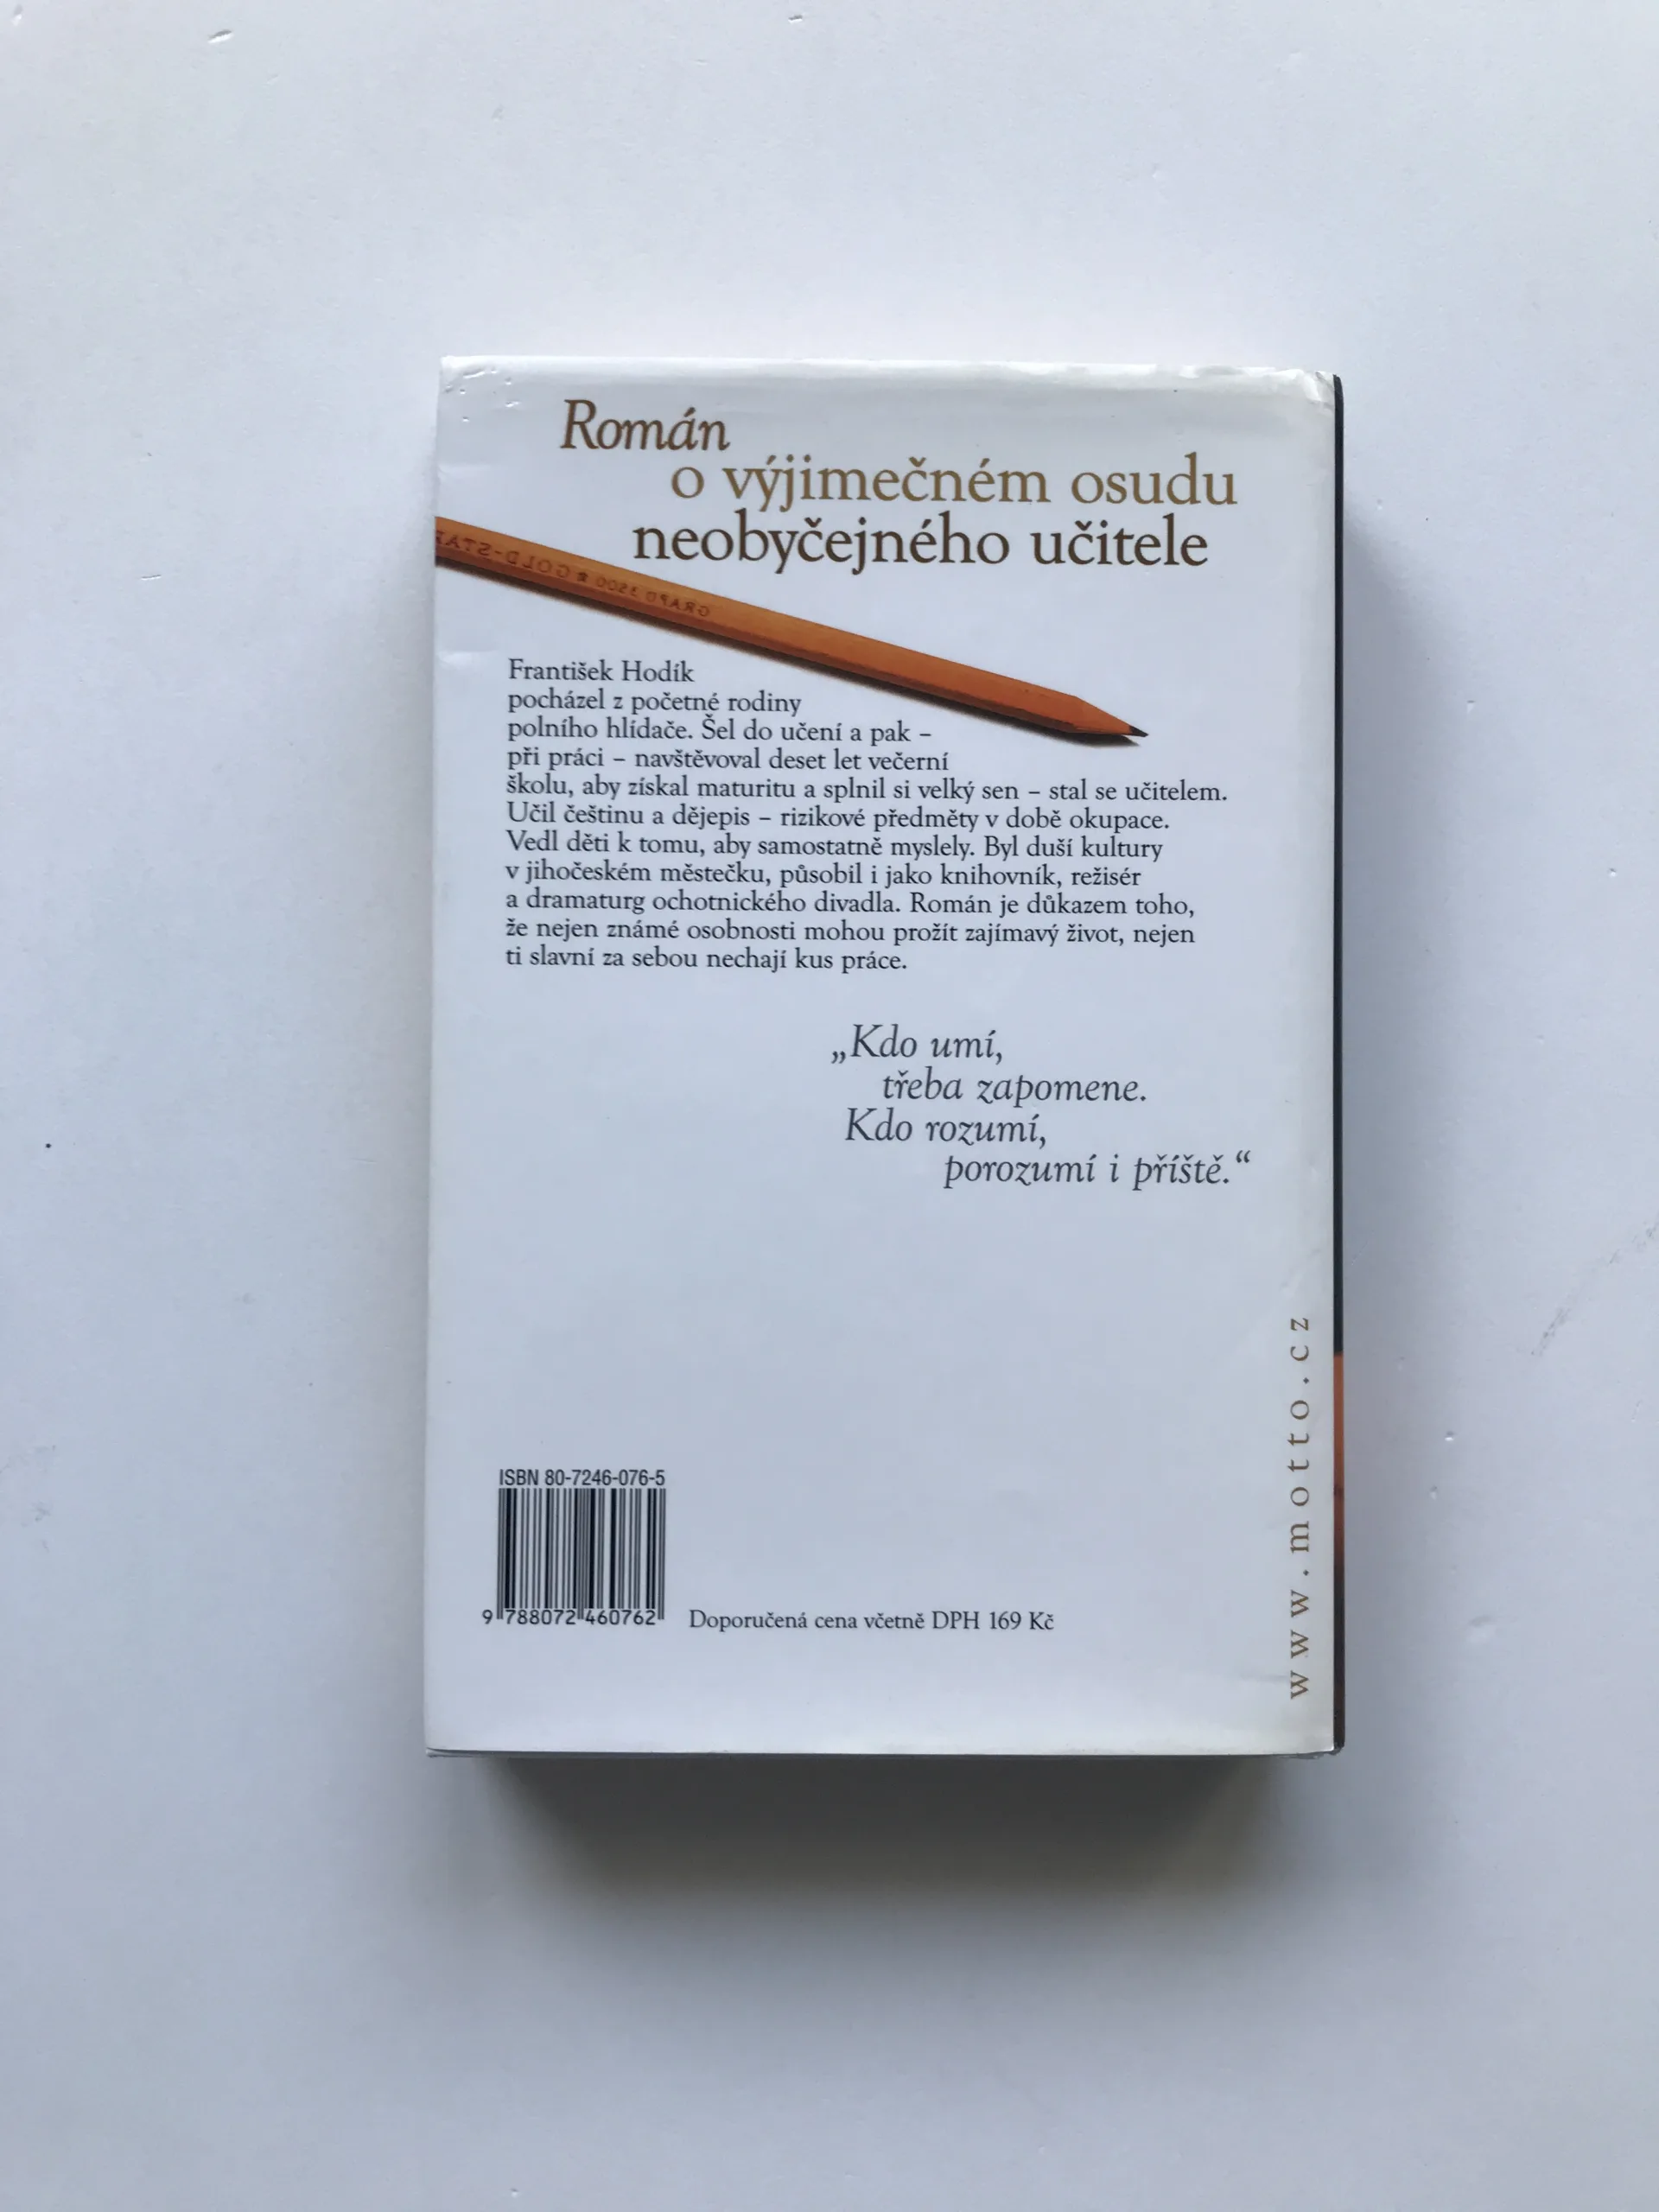 Román
o výjimečném osudu
neobyčejného učitele
GRAPO 3500 GOLD-STAR
František Hodík
pocházel z početné rodiny
polního hlídače. Šel do učení a pak –
při práci – navštěvoval deset let večerní
školu, aby získal maturitu a splnil si velký sen – stal se učitelem.
Učil češtinu a dějepis – rizikové předměty v době okupace.
Vedl děti k tomu, aby samostatně myslely. Byl duší kultury
v jihočeském městečku, působil i jako knihovník, režisér
a dramaturg ochotnického divadla. Román je důkazem toho,
že nejen známé osobnosti mohou prožít zajímavý život, nejen
ti slavní za sebou nechají kus práce.
„Kdo umí,
třeba zapomene.
Kdo rozumí,
porozumí i příště.“
www.motto.cz
ISBN 80-7246-076-5
9 788072 460762
Doporučená cena včetně DPH 169 Kč